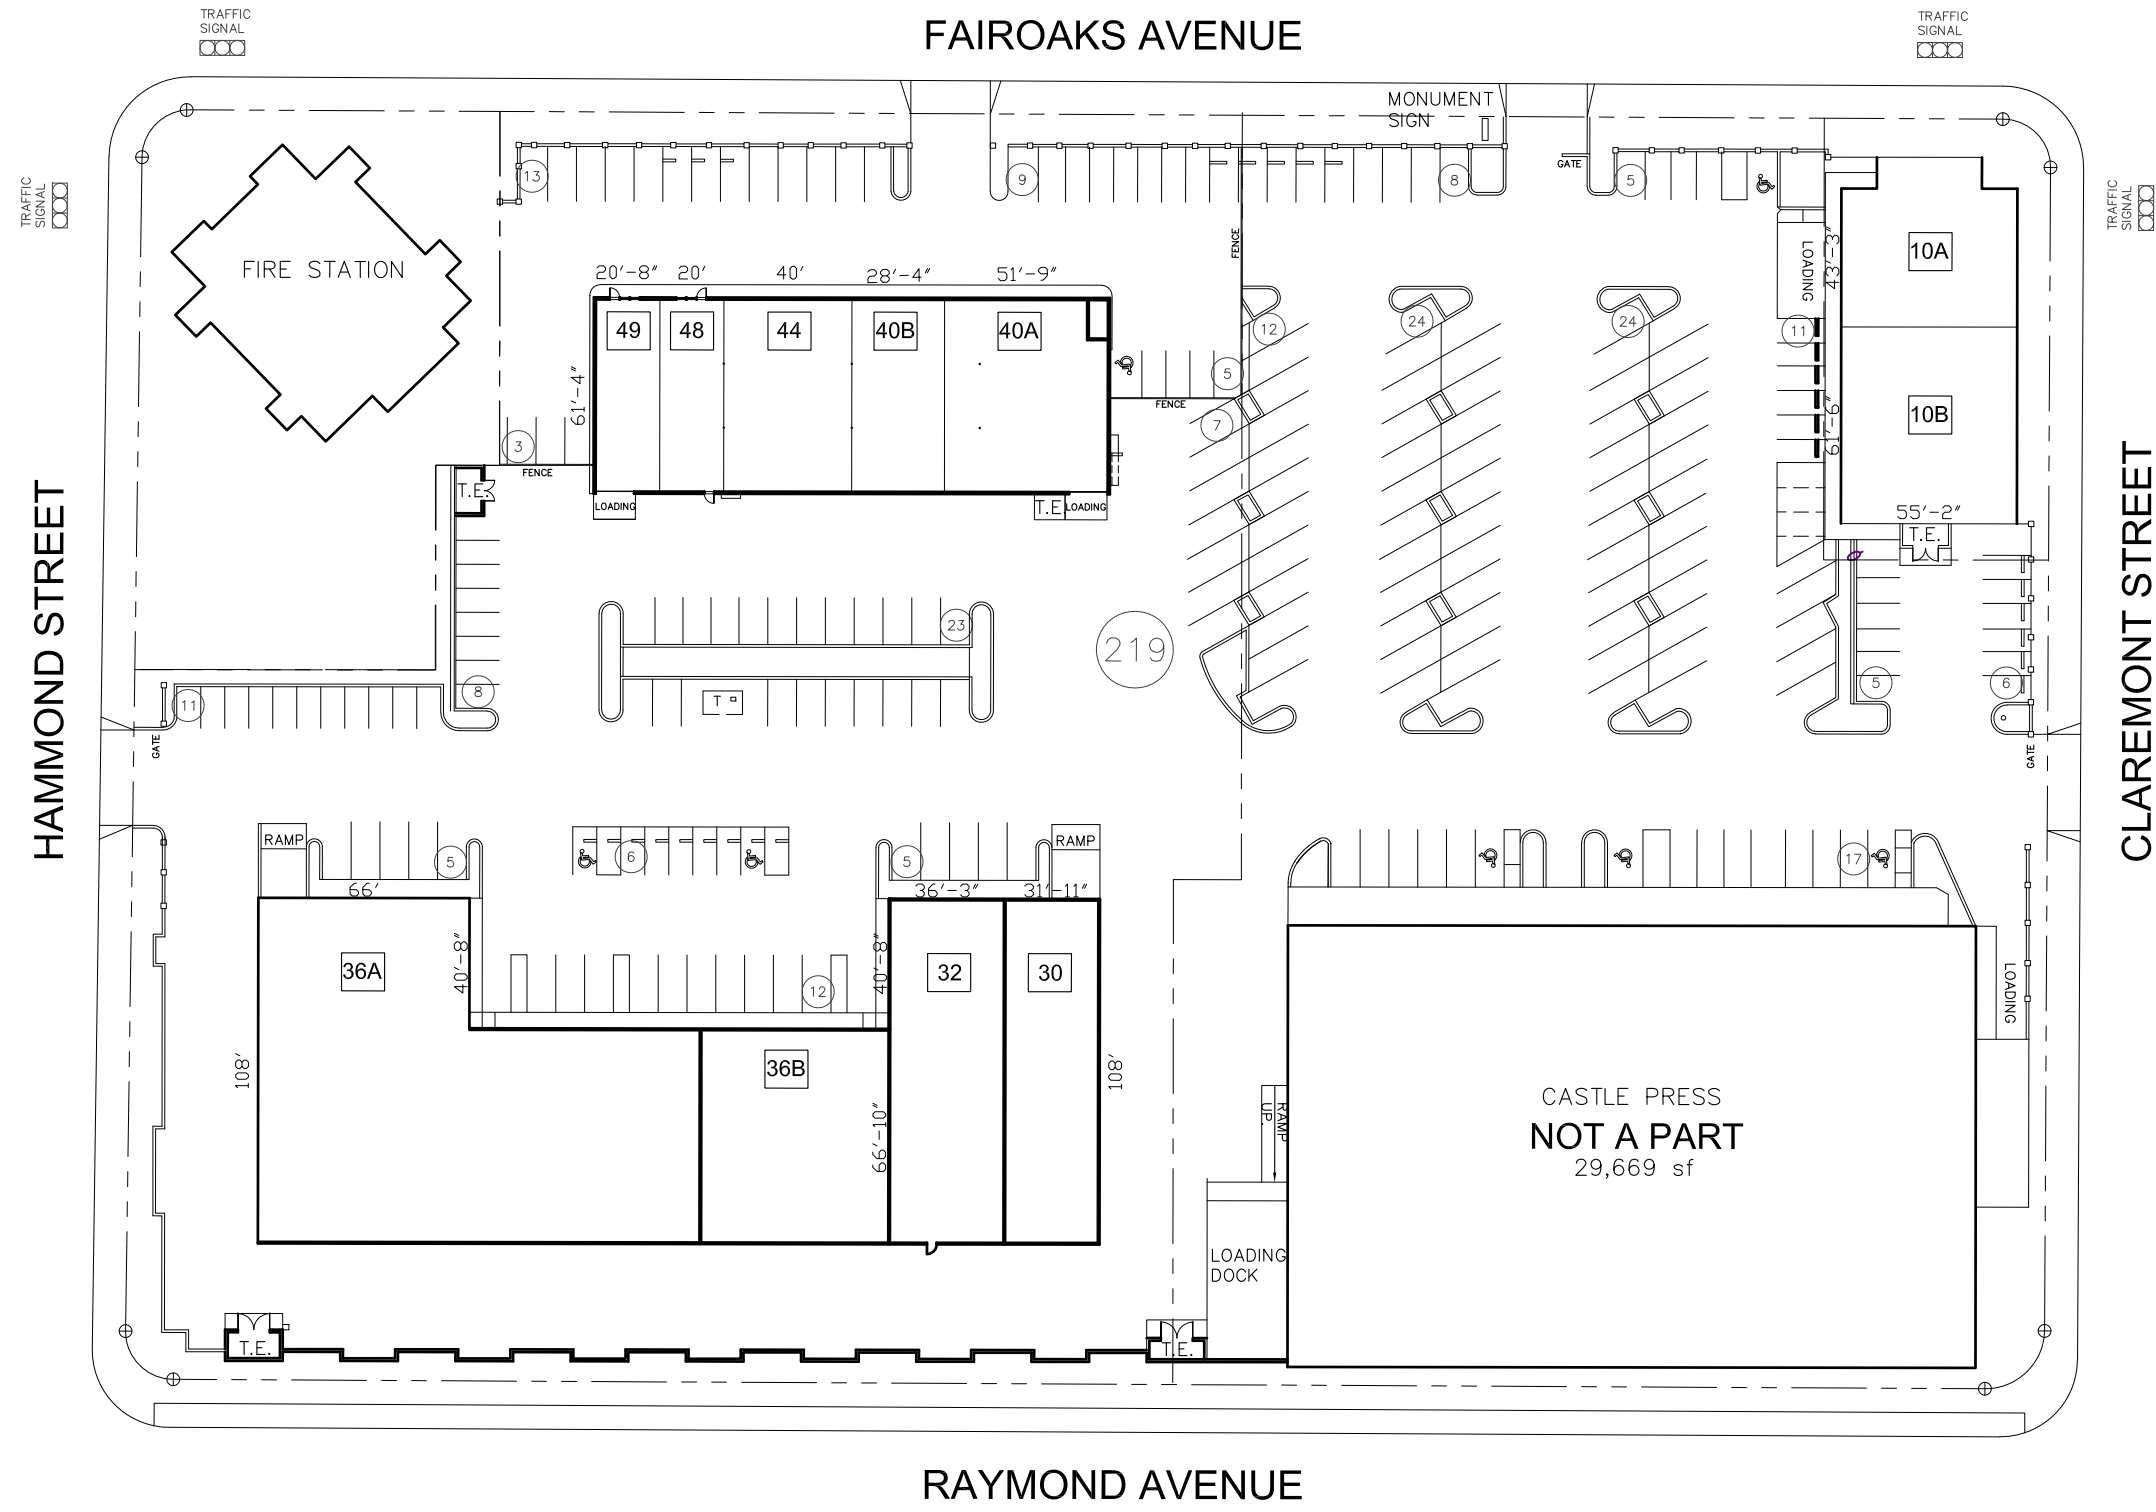 TRAFFIC
SIGNAL
FAIROAKS AVENUE
TRAFFIC
SIGNAL
MONUMENT
SIGN
TRAFFIC
SIGNAL
13
9
8
GATE
5
TRAFFIC
SIGNAL
FIRE STATION
FENCE
LOADING
43'-3"
10A
20'-8"
20'
40'
28'-4"
51'-9"
49
48
44
40B
40A
12
24
24
11
61'-4"
5
FENCE
7
61'-6"
10B
3
FENCE
T.E.
LOADING
T.E.
LOADING
55'-2"
T.E.
HAMMOND STREET
CLAREMONT STREET
23
219
8
11
T
5
6
GATE
GATE
RAMP
5
6
5
RAMP
17
66'
36'-3"
31'-11"
40'-8"
40'-8"
36A
32
30
12
LOADING
108'
36B
108'
66'-10"
RAMP
UP.
CASTLE PRESS
NOT A PART
29,669 sf
LOADING
DOCK
T.E.
T.E.
RAYMOND AVENUE